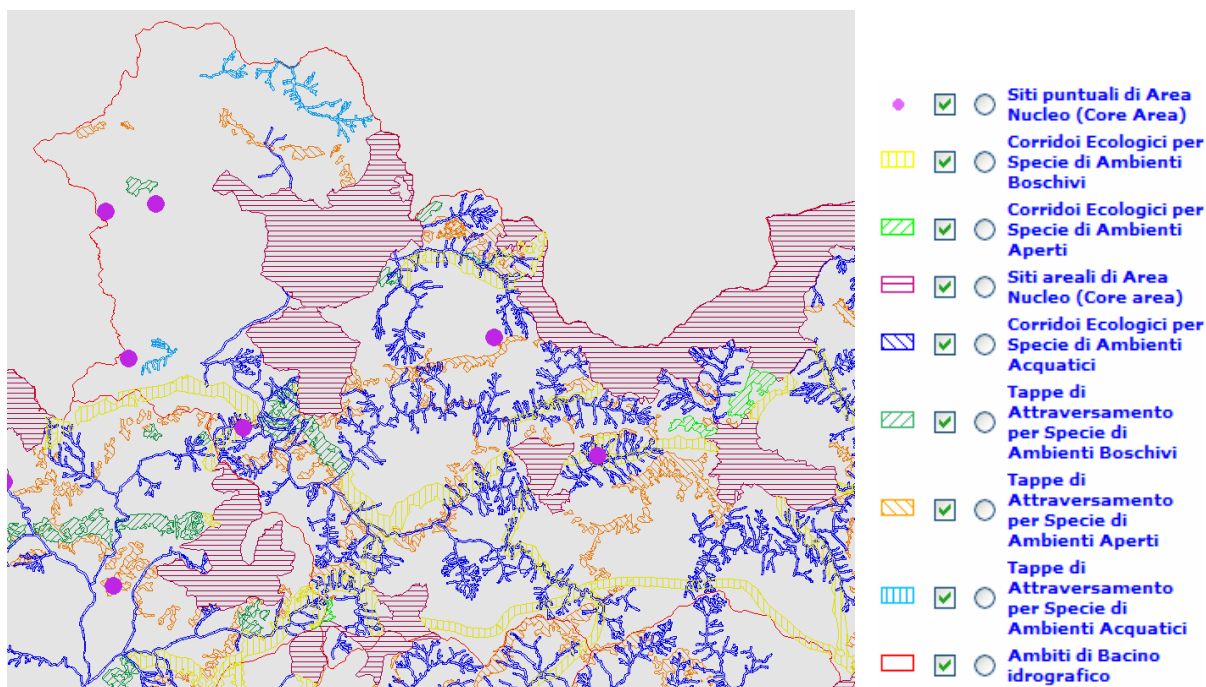 Siti puntuali di Area
Nucleo (Core Area)
Corridoi Ecologici per
Specie di Ambienti
Boschivi
Corridoi Ecologici per
Specie di Ambienti
Aperti
Siti areali di Area
Nucleo (Core area)
Corridoi Ecologici per
Specie di Ambienti
Acquatici
Tappe di
Attraversamento
per Specie di
Ambienti Boschivi
Tappe di
Attraversamento
per Specie di
Ambienti Aperti
Tappe di
Attraversamento
per Specie di
Ambienti Acquatici
Ambiti di Bacino
idrografico